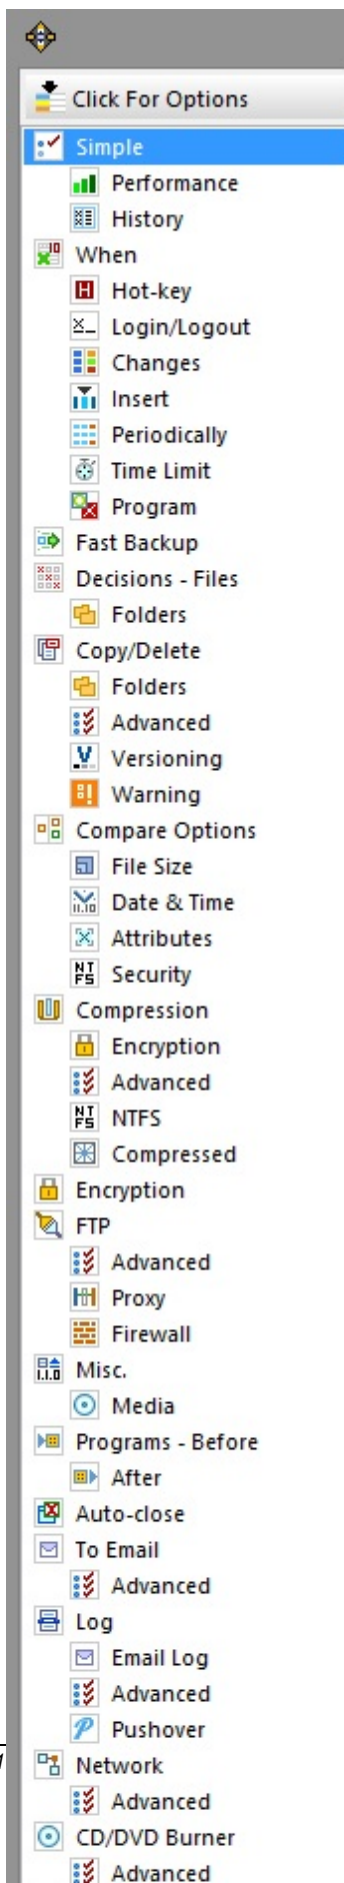 Click For Options
Simple
Performance
History
When
Hot-key
Login/Logout
Changes
Insert
Periodically
Time Limit
Program
Fast Backup
Decisions - Files
Folders
Copy/Delete
Folders
Advanced
Versioning
Warning
Compare Options
File Size
Date & Time
Attributes
NTFS Security
Compression
Encryption
Advanced
NTFS NTFS
Compressed
Encryption
FTP
Advanced
Proxy
Firewall
Misc.
Media
Programs - Before
After
Auto-close
To Email
Advanced
Log
Email Log
Advanced
Pushover
Network
Advanced
CD/DVD Burner
Advanced